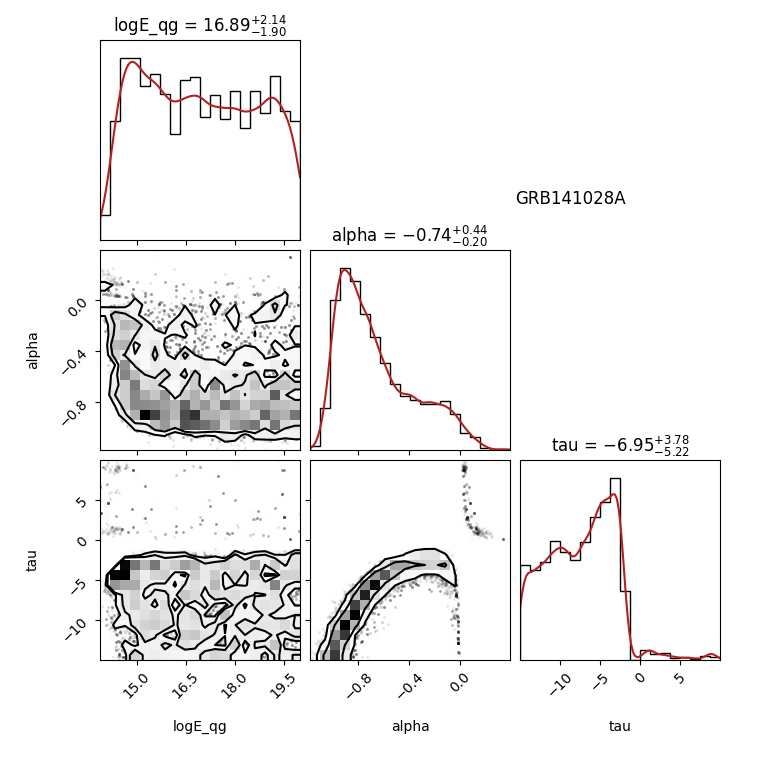 logE_qg = 16.89^{+2.14}_{−1.90}
GRB141028A
alpha = −0.74^{+0.44}_{−0.20}
0.0
−0.4
−0.8
alpha
tau = −6.95^{+3.78}_{−5.22}
5
0
−5
−10
tau
15.0 16.5 18.0 19.5
−0.8 −0.4 0.0
−10 −5 0 5
logE_qg alpha tau